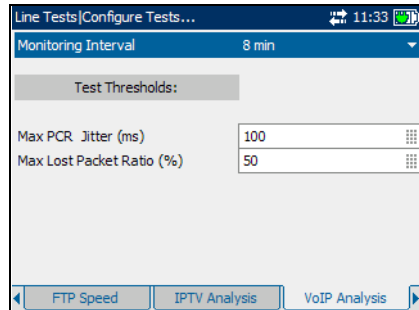 Line Tests|Configure Tests... 11:33
Monitoring Interval 8 min
Test Thresholds:
Max PCR Jitter (ms) 100
Max Lost Packet Ratio (%) 50
FTP Speed IPTV Analysis VoIP Analysis